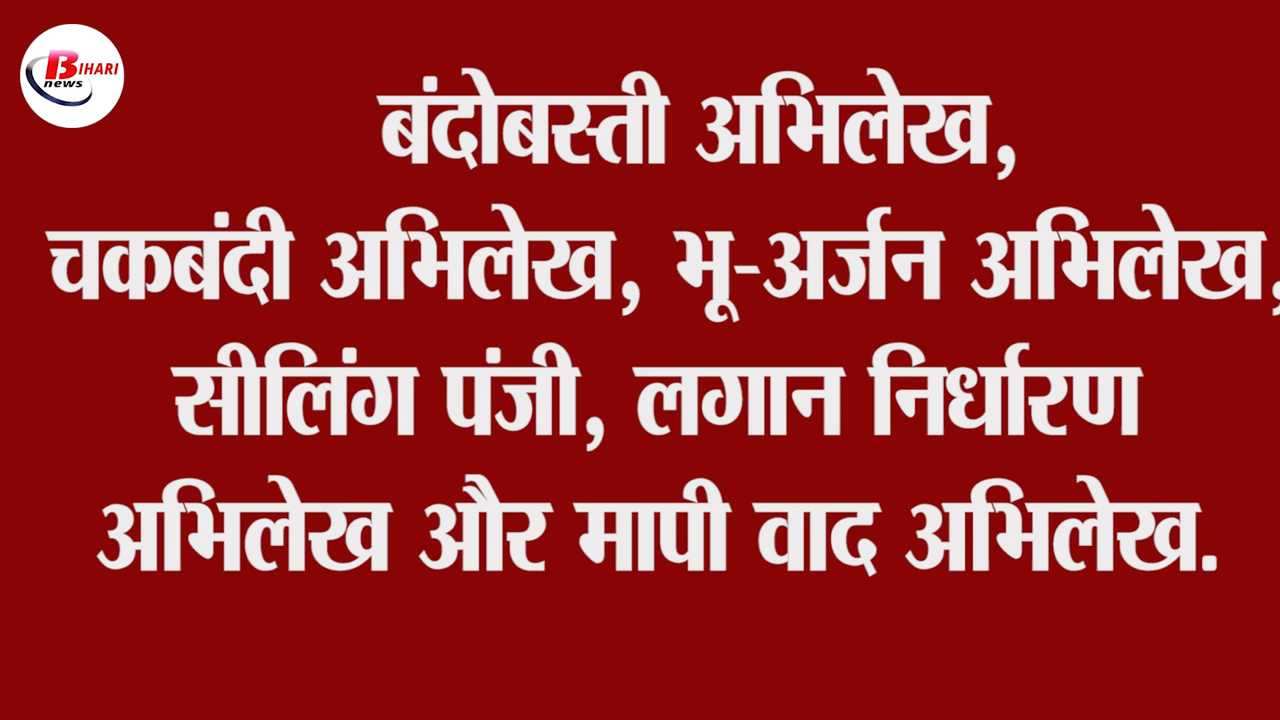 BIHARI
news
बंदोबस्ती अभिलेख,
चकबंदी अभिलेख, भू-अर्जन अभिलेख,
सीलिंग पंजी, लगान निर्धारण
अभिलेख और मापी वाद अभिलेख.